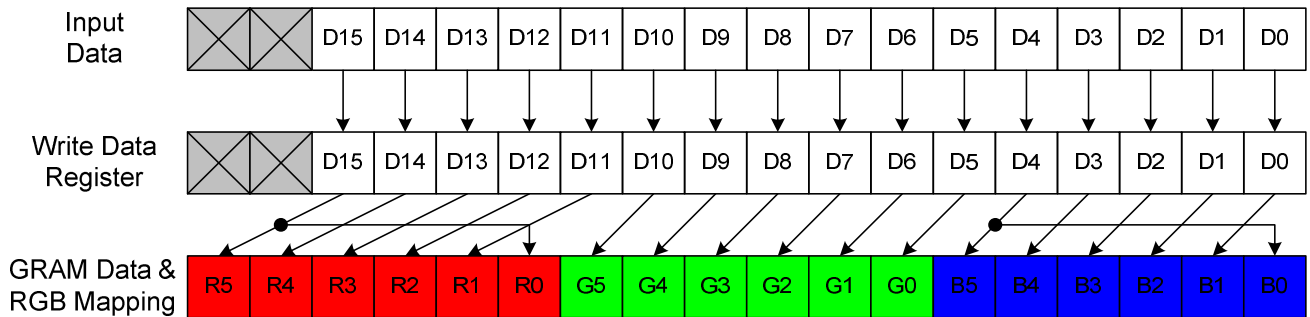 Input
Data
D15 D14 D13 D12 D11 D10 D9 D8 D7 D6 D5 D4 D3 D2 D1 D0
Write Data
Register
D15 D14 D13 D12 D11 D10 D9 D8 D7 D6 D5 D4 D3 D2 D1 D0
GRAM Data &
RGB Mapping
R5 R4 R3 R2 R1 R0 G5 G4 G3 G2 G1 G0 B5 B4 B3 B2 B1 B0